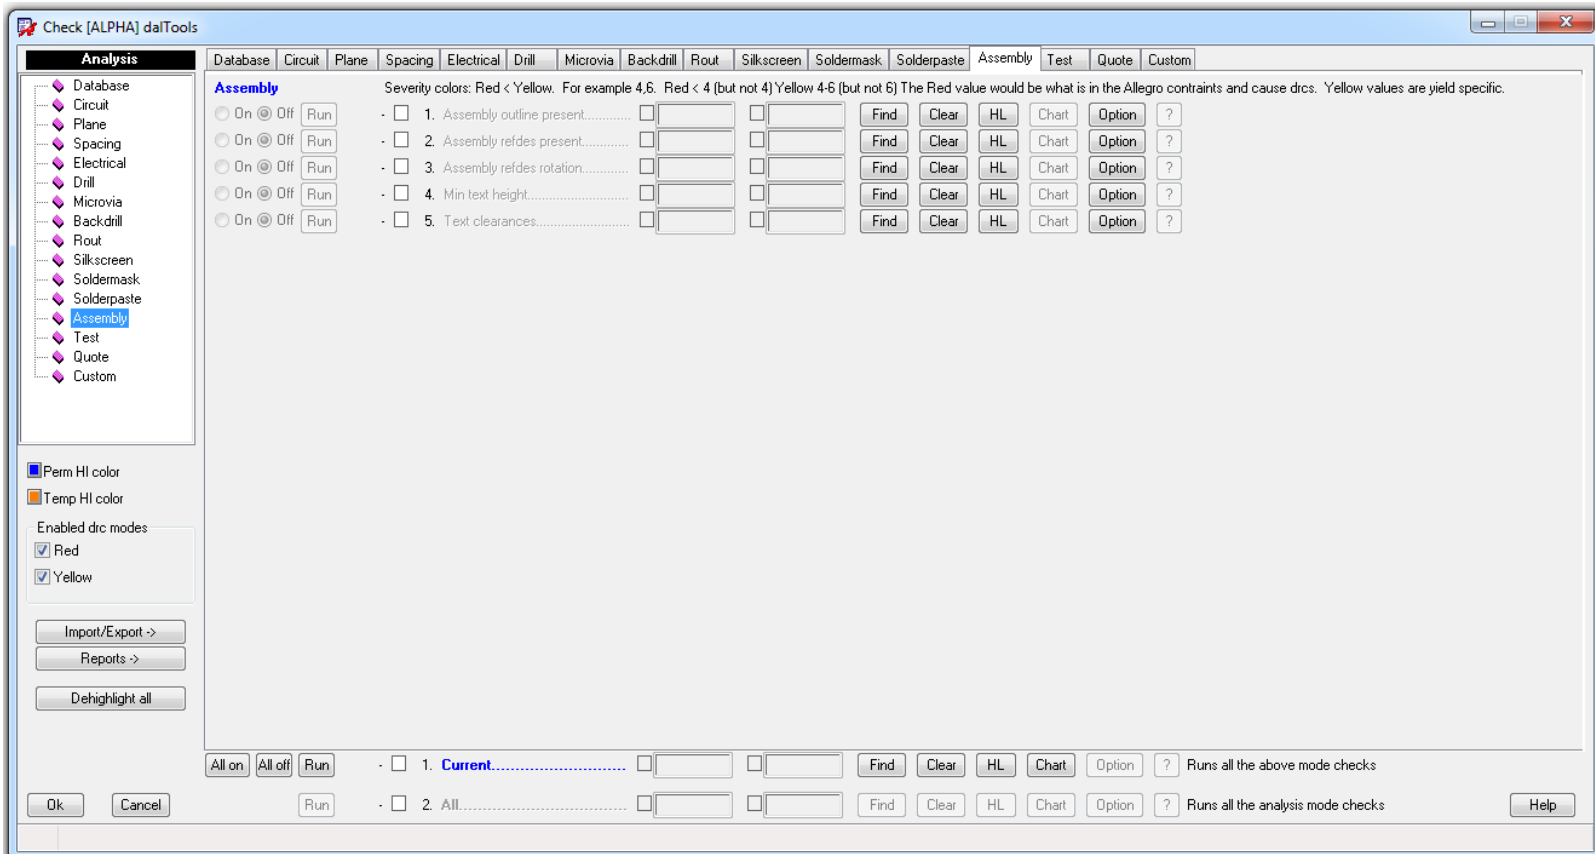 Check [ALPHA] dalTools
Analysis
Database
Circuit
Plane
Spacing
Electrical
Drill
Microvia
Backdrill
Rout
Silkscreen
Soldermask
Solderpaste
Assembly
Test
Quote
Custom
Perm HI color
Temp HI color
Enabled drc modes
Red
Yellow
Import/Export ->
Reports ->
Dehighlight all
Ok Cancel
Database Circuit Plane Spacing Electrical Drill Microvia Backdrill Rout Silkscreen Soldermask Solderpaste Assembly Test Quote Custom
Assembly Severity colors: Red < Yellow. For example 4,6. Red < 4 (but not 4) Yellow 4-6 (but not 6) The Red value would be what is in the Allegro contraints and cause drcs. Yellow values are yield specific.
On Off Run - 1. Assembly outline present............ Find Clear HL Chart Option ?
On Off Run - 2. Assembly refdes present............ Find Clear HL Chart Option ?
On Off Run - 3. Assembly refdes rotation............ Find Clear HL Chart Option ?
On Off Run - 4. Min text height.......................... Find Clear HL Chart Option ?
On Off Run - 5. Text clearances........................ Find Clear HL Chart Option ?
All on All off Run - 1. Current........................... Find Clear HL Chart Option ? Runs all the above mode checks
Run - 2. All.......................................... Find Clear HL Chart Option ? Runs all the analysis mode checks
Help